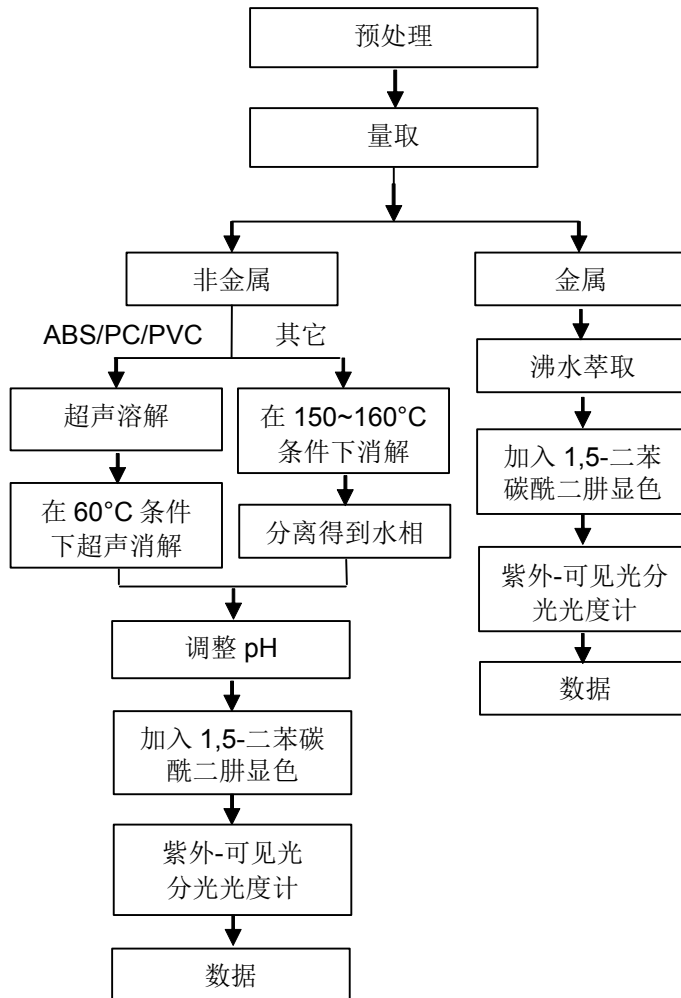 预处理
量取
非金属
金属
ABS/PC/PVC
其它
沸水萃取
超声溶解
在 150~160°C
条件下消解
加入 1,5-二苯
碳酰二肼显色
在 60°C 条件
下超声消解
分离得到水相
紫外-可见光分
光光度计
调整 pH
数据
加入 1,5-二苯碳
酰二肼显色
紫外-可见光
分光光度计
数据